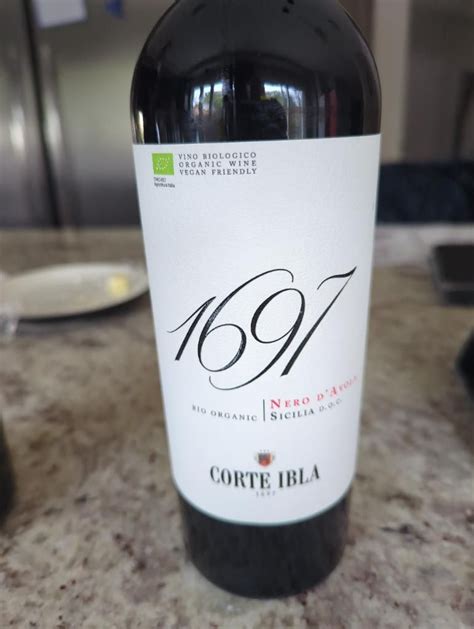 VINO BIOLOGICO
ORGANIC WINE
VEGAN FRIENDLY
1697
BIO ORGANIC
NERO D'AVOLA
SICILIA D.O.C.
CORTE IBLA